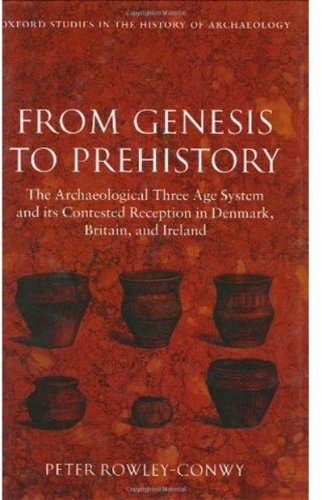 OXFORD STUDIES IN THE HISTORY OF ARCHAEOLOGY
FROM GENESIS
TO PREHISTORY
The Archaeological Three Age System
and its Contested Reception in Denmark,
Britain, and Ireland
PETER ROWLEY-CONWY